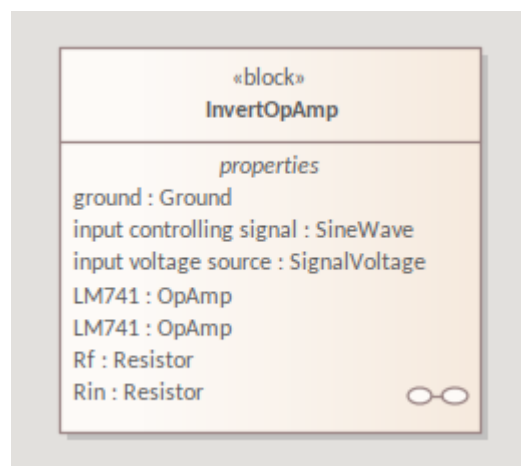 «block»
InvertOpAmp
properties
ground : Ground
input controlling signal : SineWave
input voltage source : SignalVoltage
LM741 : OpAmp
LM741 : OpAmp
Rf : Resistor
Rin : Resistor